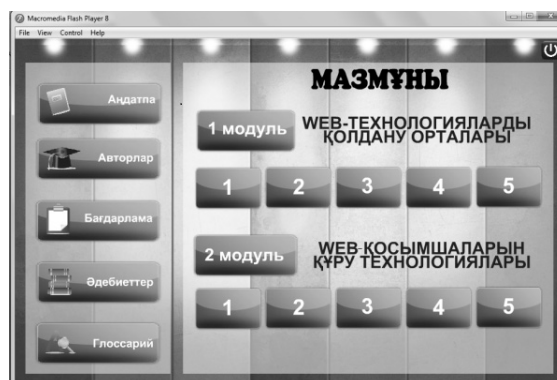 Macromedia Flash Player 8
File View Control Help
Аңдатпа
Авторлар
Бағдарлама
Әдебиеттер
Глоссарий
МАЗМҰНЫ
1 модуль
WEB-ТЕХНОЛОГИЯЛАРДЫ
ҚОЛДАНУ ОРТАЛАРЫ
1 2 3 4 5
2 модуль
WEB-ҚОСЫМШАЛАРЫН
ҚҰРУ ТЕХНОЛОГИЯЛАРЫ
1 2 3 4 5